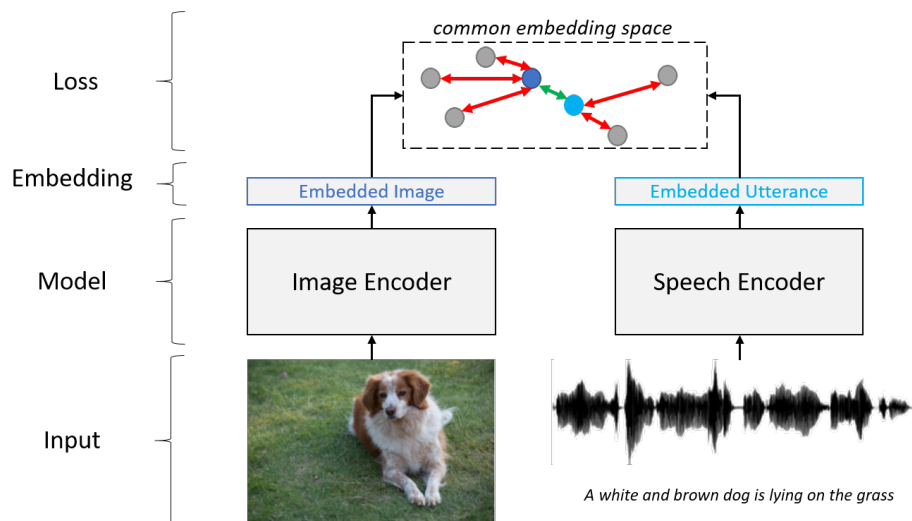 common embedding space
Loss
Embedding
Embedded Image
Embedded Utterance
Model
Image Encoder
Speech Encoder
Input
A white and brown dog is lying on the grass